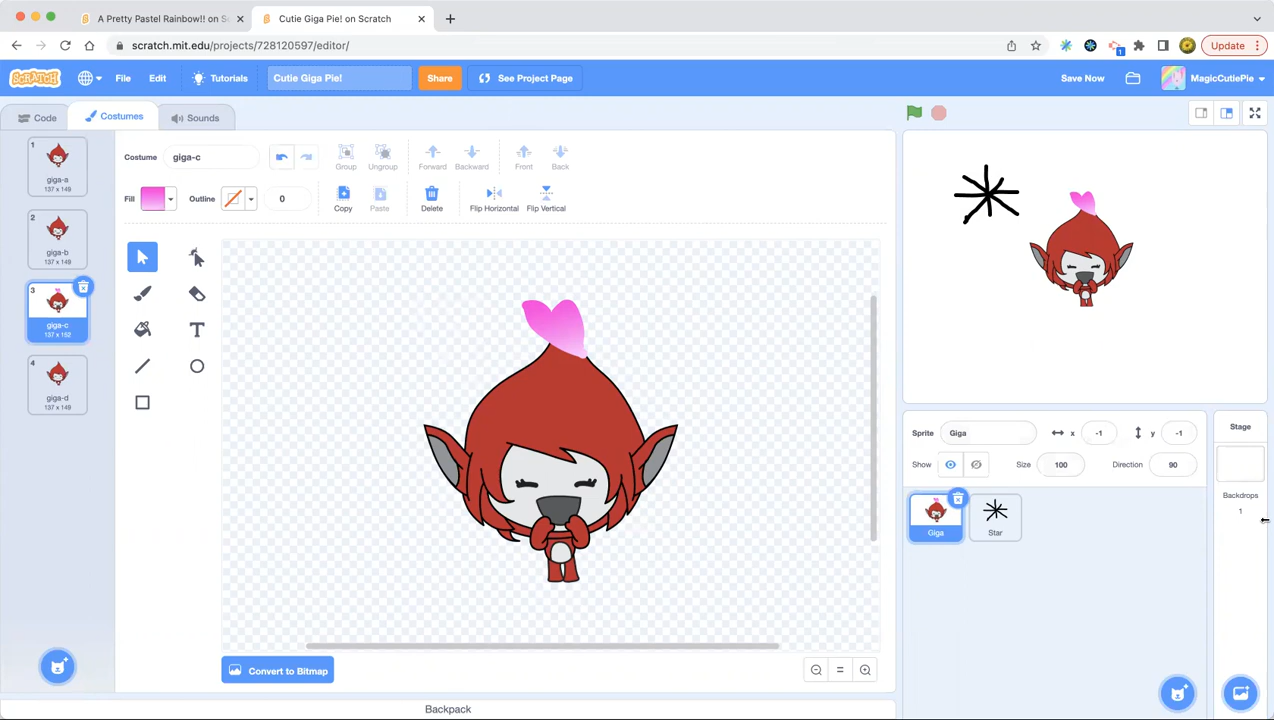 A Pretty Pastel Rainbow!! on Sc
Cutie Giga Pie! on Scratch
scratch.mit.edu/projects/728120597/editor/
1
Update
SCRATCH
File
Edit
Tutorials
Cutie Giga Pie!
Share
See Project Page
Save Now
MagicCutiePie
Code
Costumes
Sounds
1
giga-a
137 x 149
2
giga-b
137 x 149
3
giga-c
137 x 152
4
giga-d
137 x 149
Costume
giga-c
Group
Ungroup
Forward
Backward
Front
Back
Fill
Outline
0
Copy
Paste
Delete
Flip Horizontal
Flip Vertical
T
Convert to Bitmap
Backpack
Sprite
Giga
x
-1
y
-1
Show
Size
100
Direction
90
Giga
Star
Stage
Backdrops
1